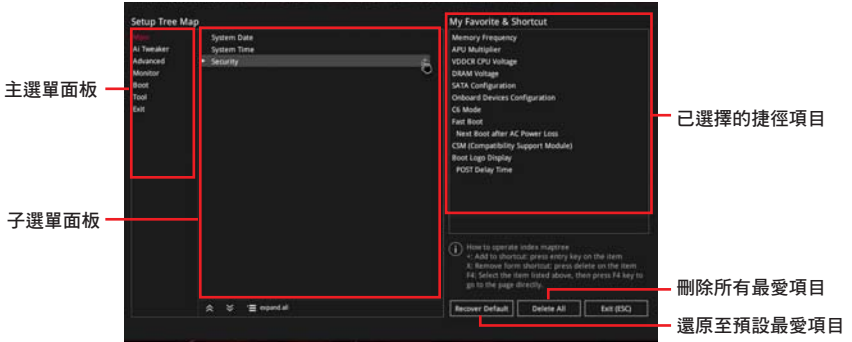 Setup Tree Map
Main
Ai Tweaker
Advanced
Monitor
Boot
Tool
Exit
System Date
System Time
Security
expand all
My Favorite & Shortcut
Memory Frequency
APU Multiplier
VDDCR CPU Voltage
DRAM Voltage
SATA Configuration
Onboard Devices Configuration
C6 Mode
Fast Boot
Next Boot after AC Power Loss
CSM (Compatibility Support Module)
Boot Logo Display
POST Delay Time
How to operate index maptree
+: Add to shortcut: press entry key on the item
X: Remove form shortcut: press delete on the item
F4: Select the item listed above, then press F4 key to
go to the page directly.
Recover Default
Delete All
Exit (ESC)
主選單面板
子選單面板
已選擇的捷徑項目
刪除所有最愛項目
還原至預設最愛項目